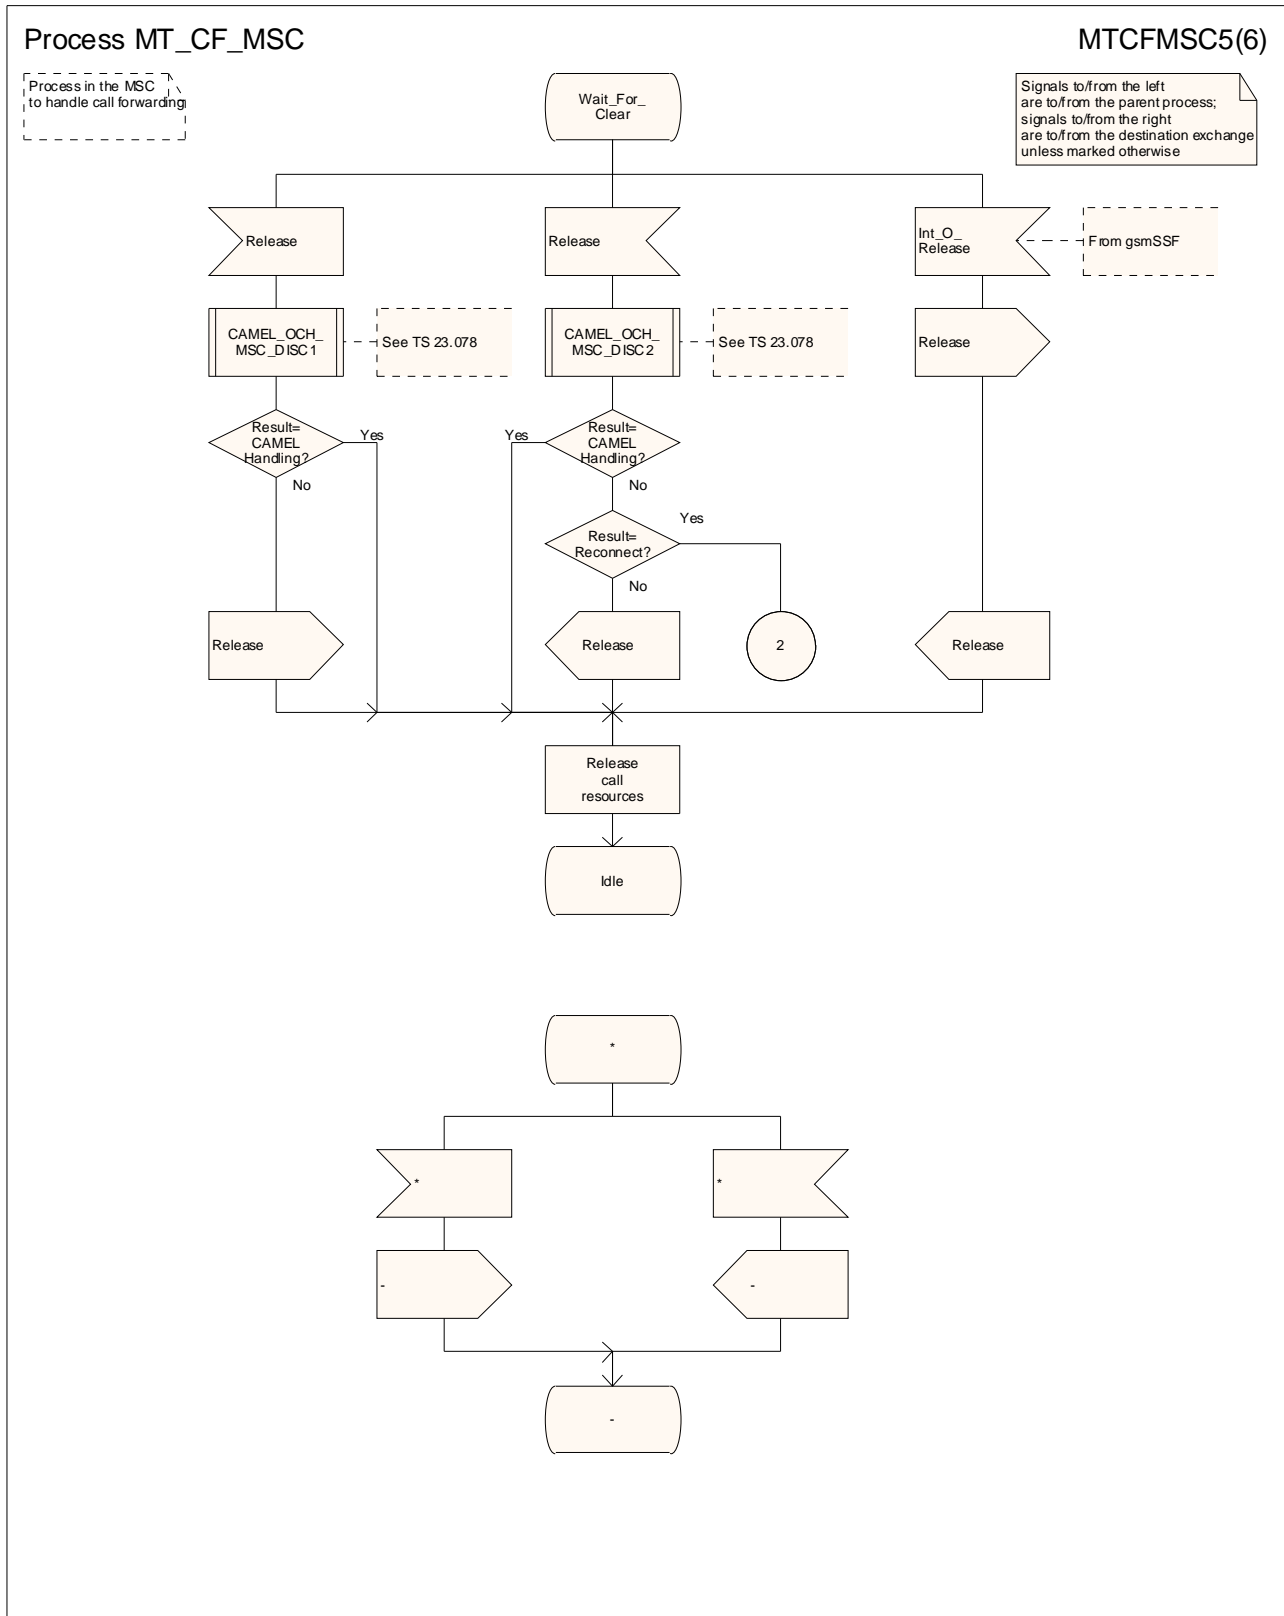 Process MT_CF_MSC
MTCFMSC5(6)
Process in the MSC
to handle call forwarding
Signals to/from the left
are to/from the parent process;
signals to/from the right
are to/from the destination exchange
unless marked otherwise
Wait_For_
Clear
Release
Release
Int_O_
Release
From gsmSSF
CAMEL_OCH_
MSC_DISC1
See TS 23.078
CAMEL_OCH_
MSC_DISC2
See TS 23.078
Release
Result=
CAMEL
Handling?
Yes
No
Yes
Result=
CAMEL
Handling?
No
Result=
Reconnect?
Yes
No
Release
Release
2
Release
Release
call
resources
Idle
*
*
*
-
-
-